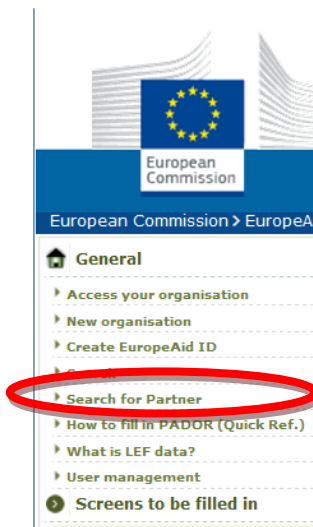 European
Commission
European Commission > EuropeA
General
Access your organisation
New organisation
Create EuropeAid ID
Search for Partner
How to fill in PADOR (Quick Ref.)
What is LEF data?
User management
Screens to be filled in